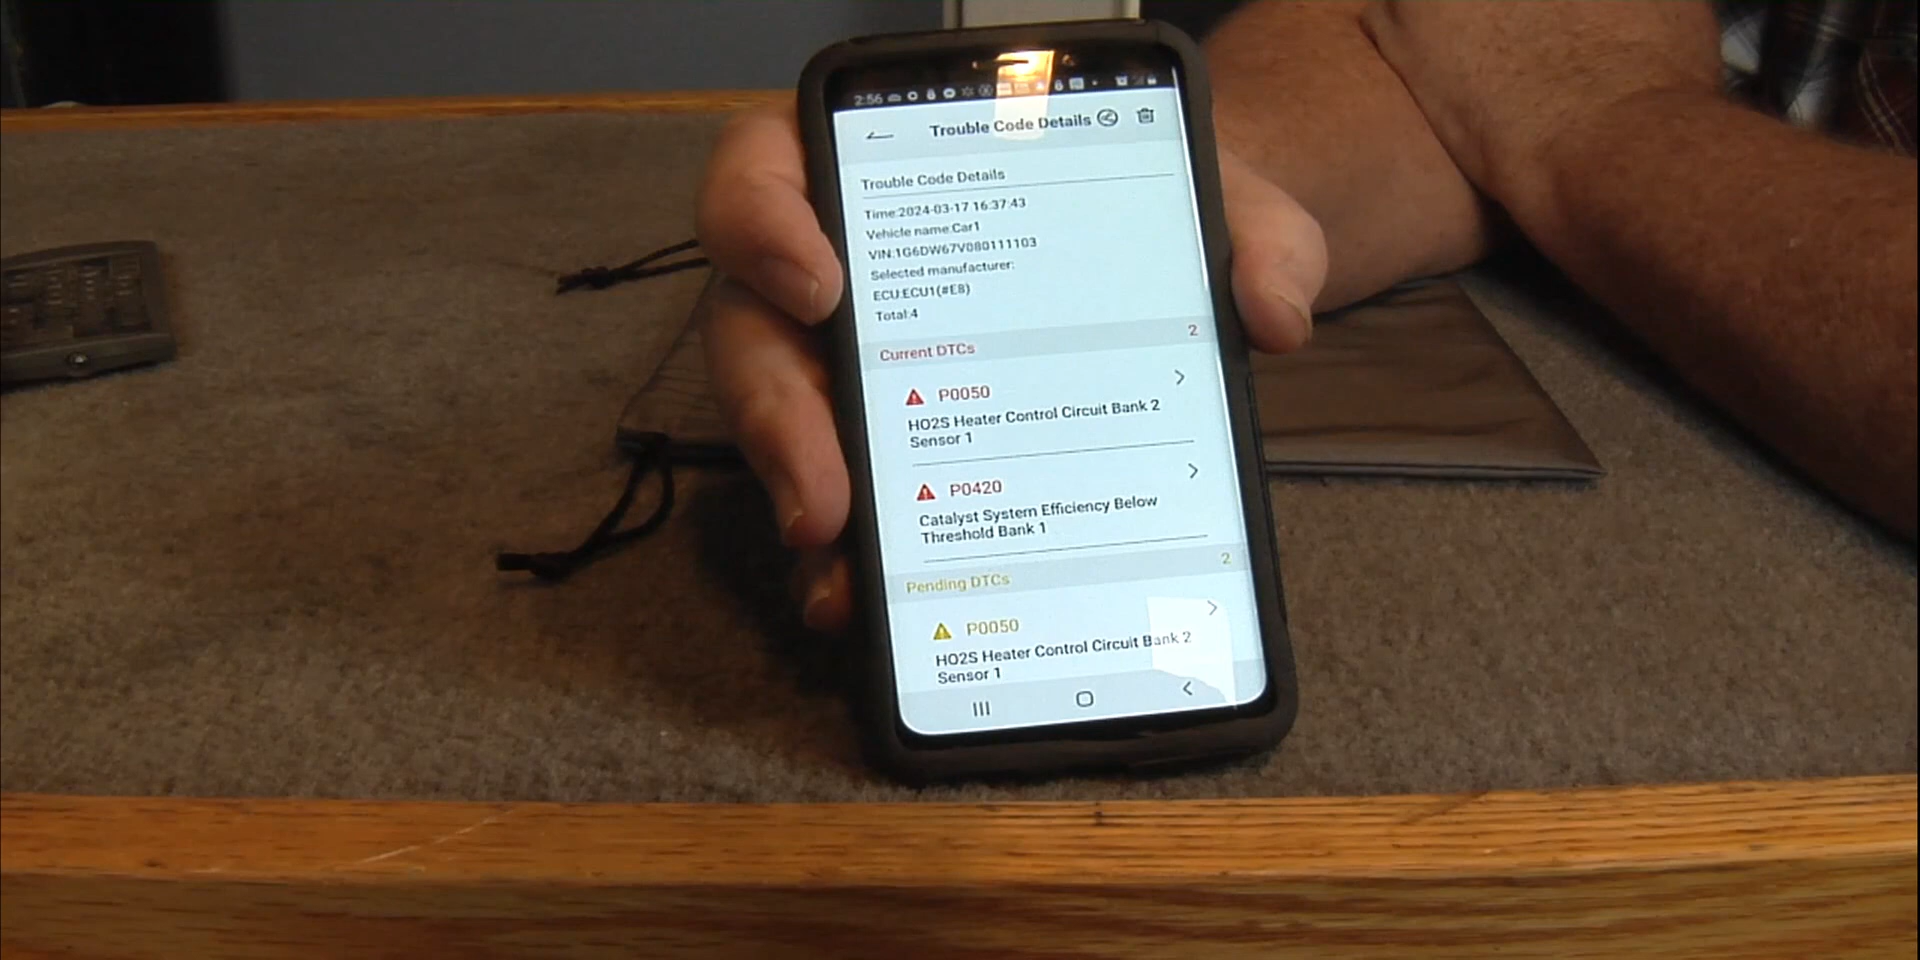 2:56
Trouble Code Details
Trouble Code Details
Time:2024-03-17 16:37:43
Vehicle name:Car1
VIN:1G6DW67V080111103
Selected manufacturer:
ECU:ECU1(#E8)
Total:4
Current DTCs 2
P0050
HO2S Heater Control Circuit Bank 2
Sensor 1
P0420
Catalyst System Efficiency Below
Threshold Bank 1
Pending DTCs 2
P0050
HO2S Heater Control Circuit Bank 2
Sensor 1